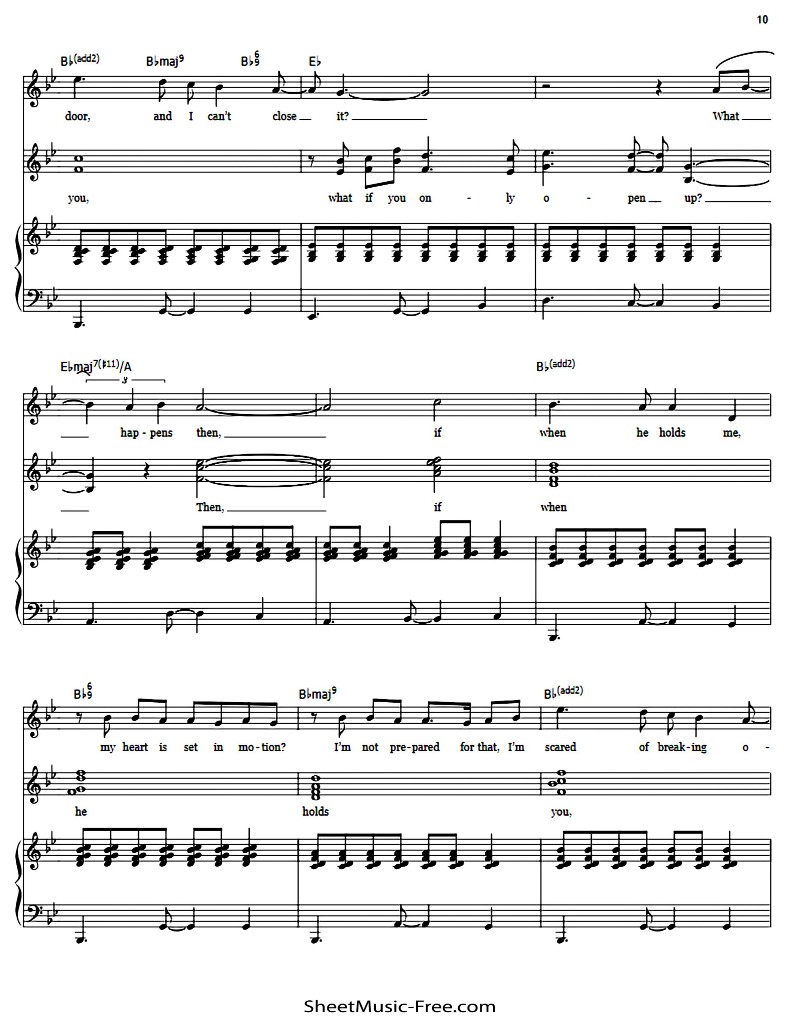 10
B♭(add2) B♭maj9 B♭6/9 E♭
door, and I can't close it? What
you, what if you on - ly o - pen up?
E♭maj7(♯11)/A B♭(add2)
3
hap - pens then, if when he holds me,
Then, if when
B♭6/9 B♭maj9 B♭(add2)
my heart is set in mo - tion? I'm not pre - pared for that, I'm scared of break - ing o -
he holds you,
SheetMusic-Free.com